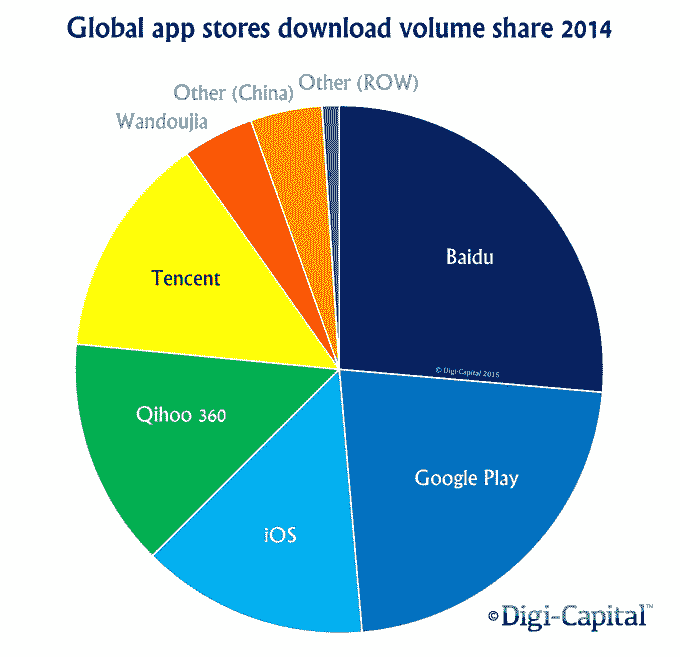 Global app stores download volume share 2014
Other (ROW)
Other (China)
Wandoujia
Baidu
Tencent
© Digi-Capital 2015
Qihoo 360
Google Play
iOS
©Digi-Capital™